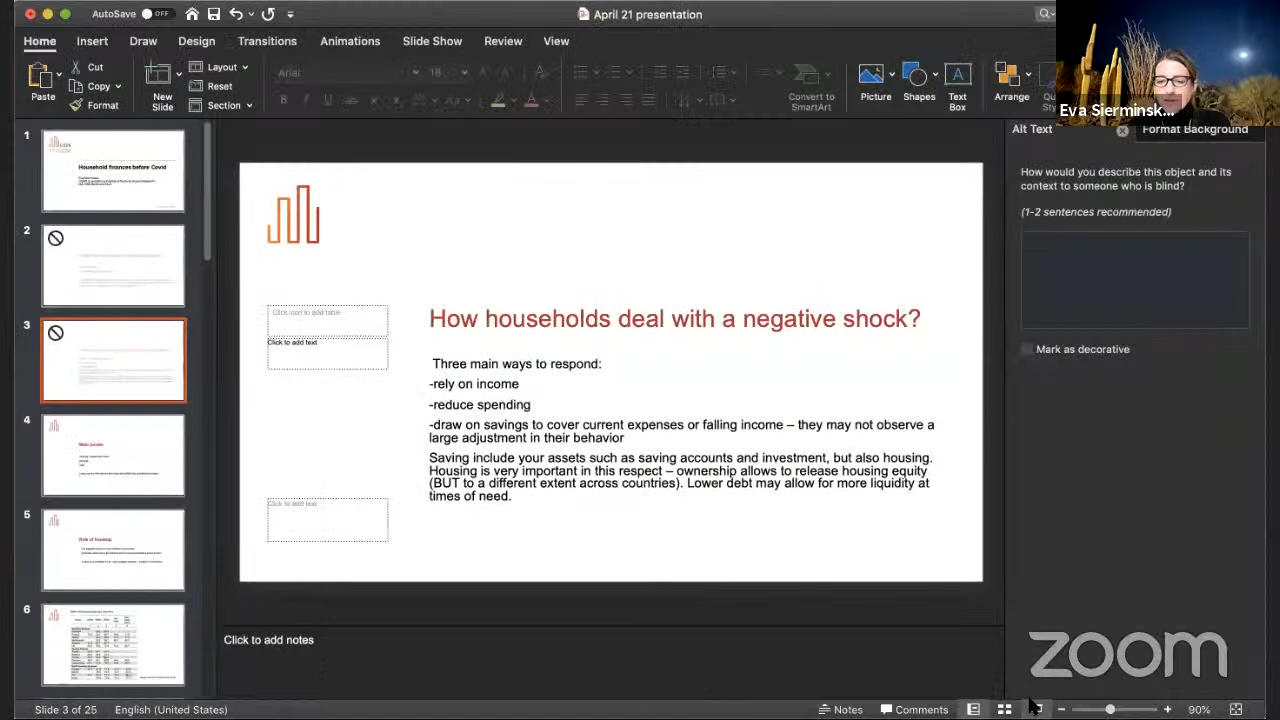 AutoSave OFF
April 21 presentation
Home Insert Draw Design Transitions Animations Slide Show Review View
Paste
Cut
Copy
Format
New Slide
Layout
Reset
Section
Arial
18
Convert to SmartArt
Picture
Shapes
Text Box
Arrange
Eva Sierminsk...
Alt Text
Format Background
How would you describe this object and its
context to someone who is blind?
(1-2 sentences recommended)
Mark as decorative
1
Household finances before Covid
2
3
4
5
Role of housing
6
Click icon to add table
Click to add text
Click to add text
How households deal with a negative shock?
Three main ways to respond:
-rely on income
-reduce spending
-draw on savings to cover current expenses or falling income – they may not observe a
large adjustment in their behavior
Saving include your assets such as saving accounts and investment, but also housing.
Housing is very important in this respect – ownership allows to release housing equity
(BUT to a different extent across countries). Lower debt may allow for more liquidity at
times of need.
Click to add notes
zoom
Slide 3 of 25 English (United States)
Notes
Comments
90%